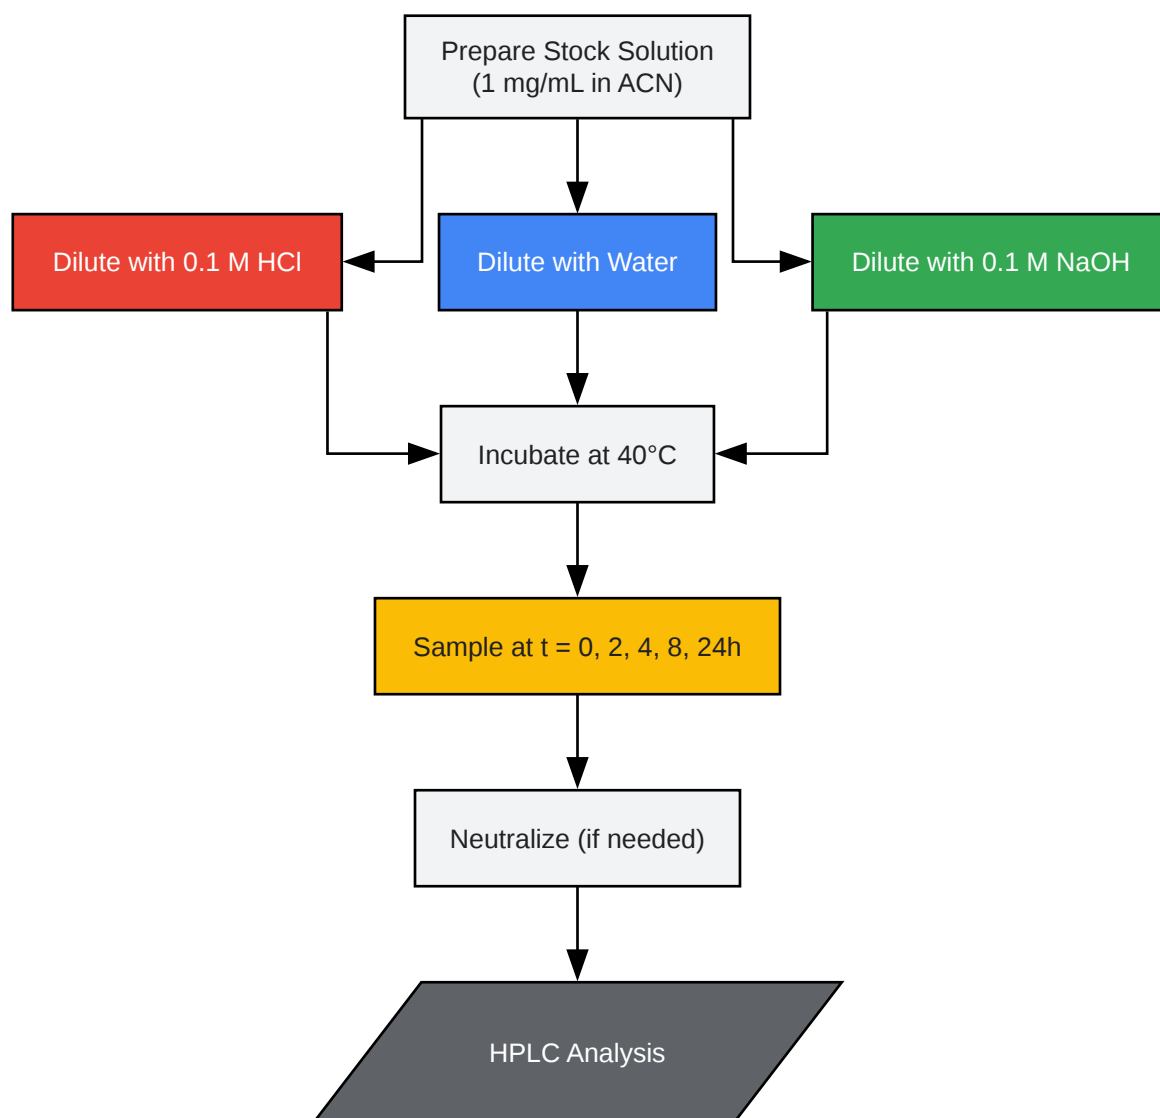 Prepare Stock Solution
(1 mg/mL in ACN)
Dilute with 0.1 M HCl
Dilute with Water
Dilute with 0.1 M NaOH
Incubate at 40°C
Sample at t = 0, 2, 4, 8, 24h
Neutralize (if needed)
HPLC Analysis